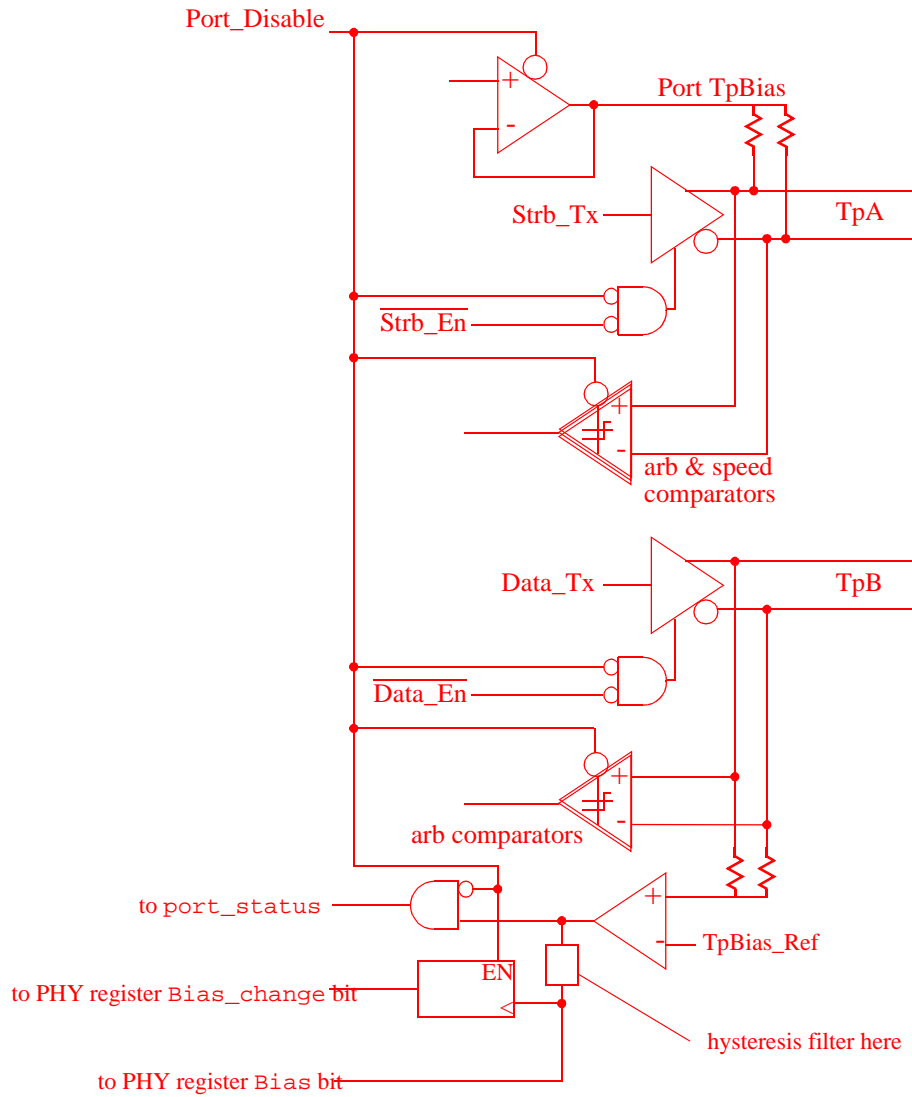 Port_Disable
+
-
Port TpBias
Strb_Tx
TpA
Strb_En
+
-
arb & speed
comparators
Data_Tx
TpB
Data_En
+
-
arb comparators
to port_status
+
-
TpBias_Ref
EN
to PHY register Bias_change bit
hysteresis filter here
to PHY register Bias bit